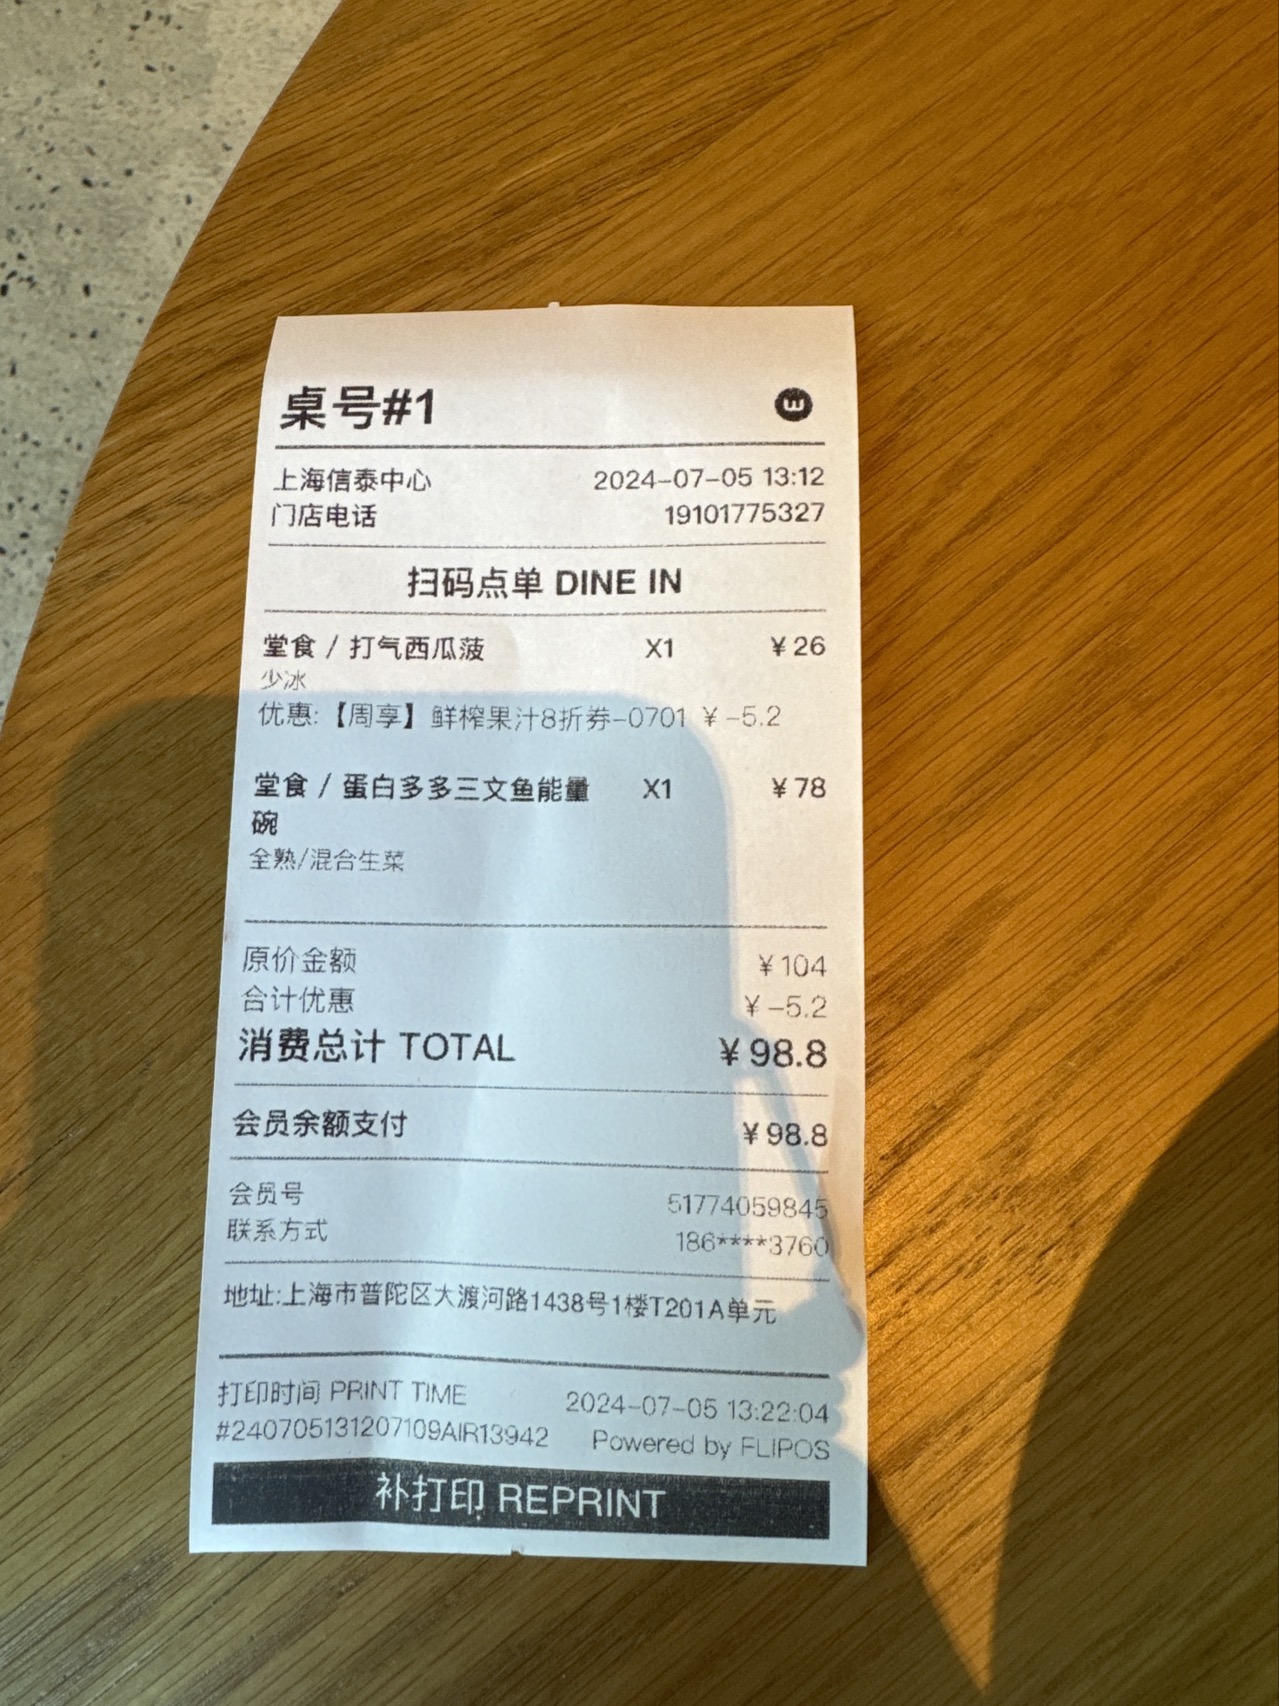 桌号#1
上海信泰中心 2024-07-05 13:12
门店电话 19101775327
扫码点单 DINE IN
堂食 / 打气西瓜菠 X1 ¥26
少冰
优惠:【周享】鲜榨果汁8折券-0701 ¥-5.2
堂食 / 蛋白多多三文鱼能量 X1 ¥78
碗
全熟/混合生菜
原价金额 ¥104
合计优惠 ¥-5.2
消费总计 TOTAL ¥98.8
会员余额支付 ¥98.8
会员号 51774059845
联系方式 186****3760
地址:上海市普陀区大渡河路1438号1楼T201A单元
打印时间 PRINT TIME 2024-07-05 13:22:04
#240705131207109AIR13942 Powered by FLIPOS
补打印 REPRINT